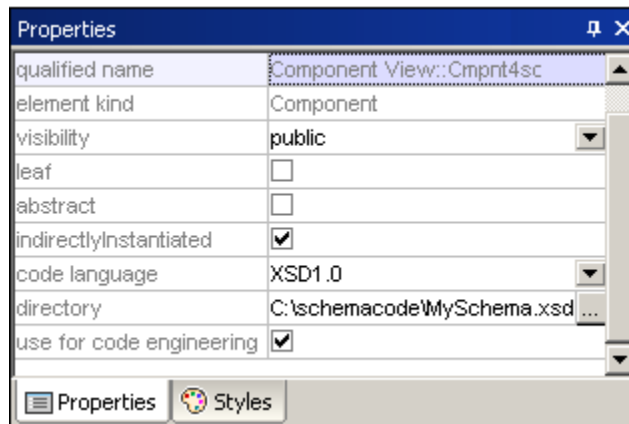 Properties
qualified name Component View::Cmpnt4sc
element kind Component
visibility public
leaf
abstract
indirectlyInstantiated
code language XSD1.0
directory C:\schemacode\MySchema.xsd ...
use for code engineering
Properties Styles